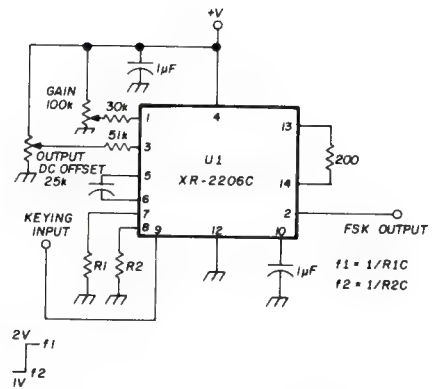 +V
1µF
GAIN
100k
30k
51k
OUTPUT
DC OFFSET
25k
KEYING
INPUT
1
3
5
6
7
8
9
4
U1
XR-2206C
12
10
13
14
2
200
FSK OUTPUT
R1
R2
1µF
f1 = 1/R1C
f2 = 1/R2C
2V
f1
f2
1V